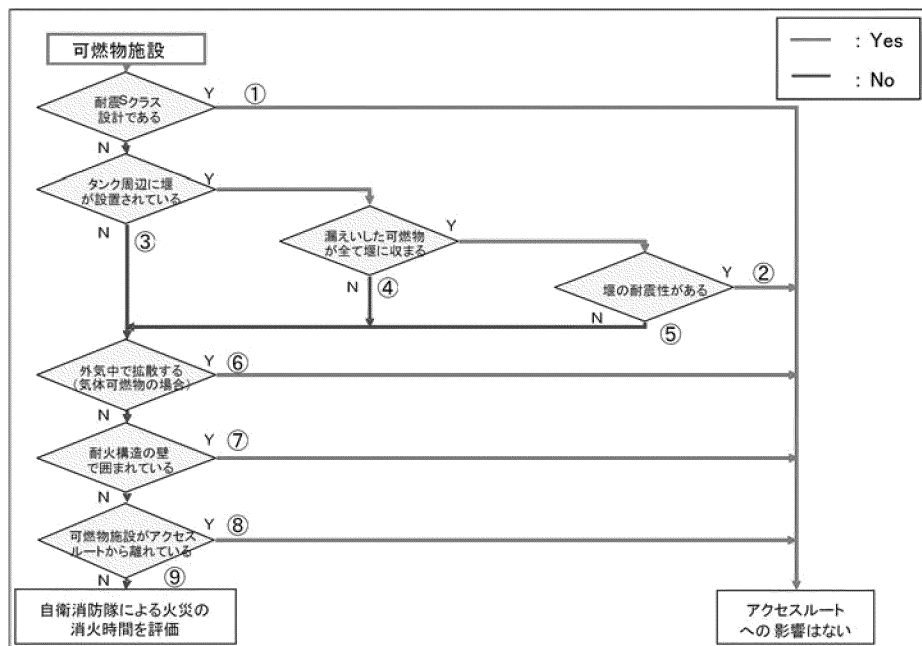 : Yes
: No
可燃物施設
Y
①
耐震Sクラス
設計である
N
タンク周辺に堰
が設置されている
Y
N
③
漏えいした可燃物
が全て堰に収まる
Y
N
④
堰の耐震性がある
Y
②
N
⑤
外気中で拡散する
(気体可燃物の場合)
Y
⑥
N
耐火構造の壁
で囲まれている
Y
⑦
N
可燃物施設がアクセス
ルートから離れている
Y
⑧
N
⑨
自衛消防隊による火災の
消火時間を評価
アクセスルート
への影響はない